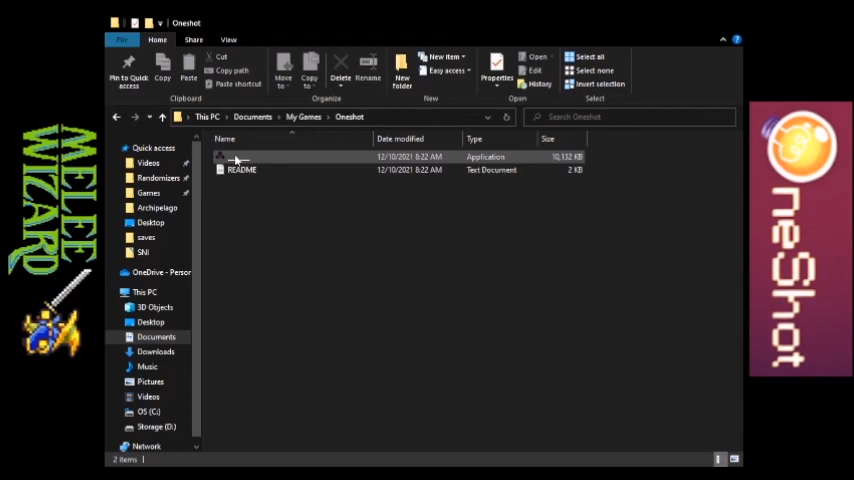 Oneshot
File
Home
Share
View
Pin to Quick access
Copy
Paste
Cut
Copy path
Paste shortcut
Clipboard
Move to
Copy to
Delete
Rename
Organize
New folder
New item
Easy access
New
Properties
Open
Edit
History
Open
Select all
Select none
Invert selection
Select
This PC
Documents
My Games
Oneshot
Search Oneshot
Name
Date modified
Type
Size
Quick access
Videos
Randomizers
Games
Archipelago
Desktop
saves
SNI
OneDrive - Person
This PC
3D Objects
Desktop
Documents
Downloads
Music
Pictures
Videos
OS (C:)
Storage (D:)
Network
______ 12/10/2021 8:22 AM Application 10,132 KB
README 12/10/2021 8:22 AM Text Document 2 KB
2 items
MELEE WIZARD
OneShot